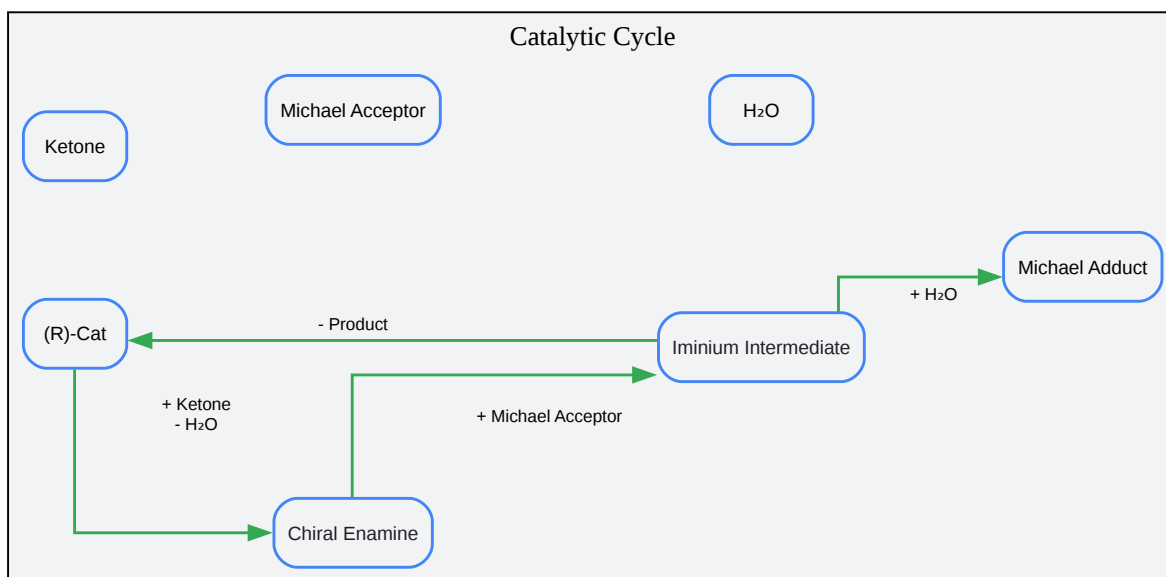 Catalytic Cycle
Michael Acceptor
H₂O
Ketone
Michael Adduct
+ H₂O
(R)-Cat
- Product
Iminium Intermediate
+ Ketone
- H₂O
+ Michael Acceptor
Chiral Enamine